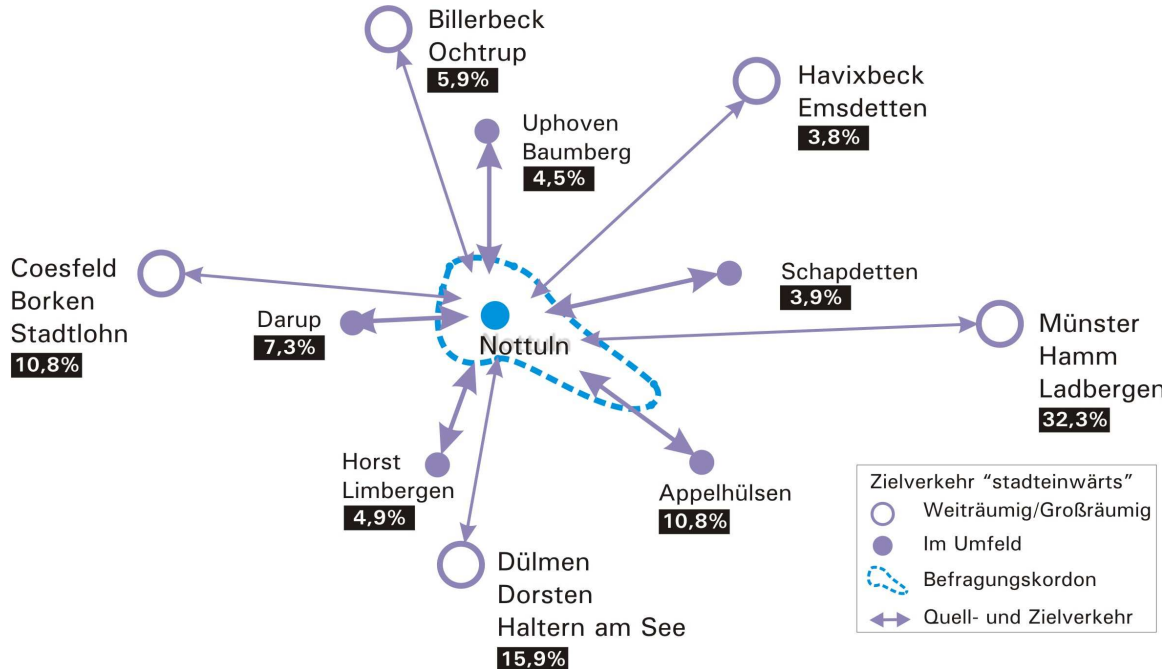 Billerbeck
Ochtrup
5,9%
Havixbeck
Emsdetten
3,8%
Uphoven
Baumberg
4,5%
Coesfeld
Borken
Stadtlohn
10,8%
Darup
7,3%
Schapdetten
3,9%
Nottuln
Münster
Hamm
Ladbergen
32,3%
Horst
Limbergen
4,9%
Appelhülsen
10,8%
Dülmen
Dorsten
Haltern am See
15,9%
Zielverkehr “stadteinwärts”
Weiträumig/Großräumig
Im Umfeld
Befragungskordon
Quell- und Zielverkehr